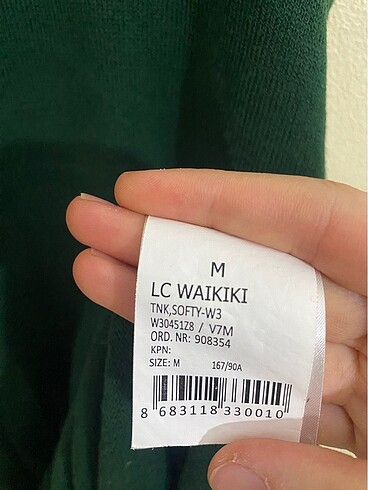 M
LC WAIKIKI
TNK,SOFTY-W3
W30451Z8 / V7M
ORD. NR: 908354
KPN:
SIZE: M 167/90A
8 683118 330010